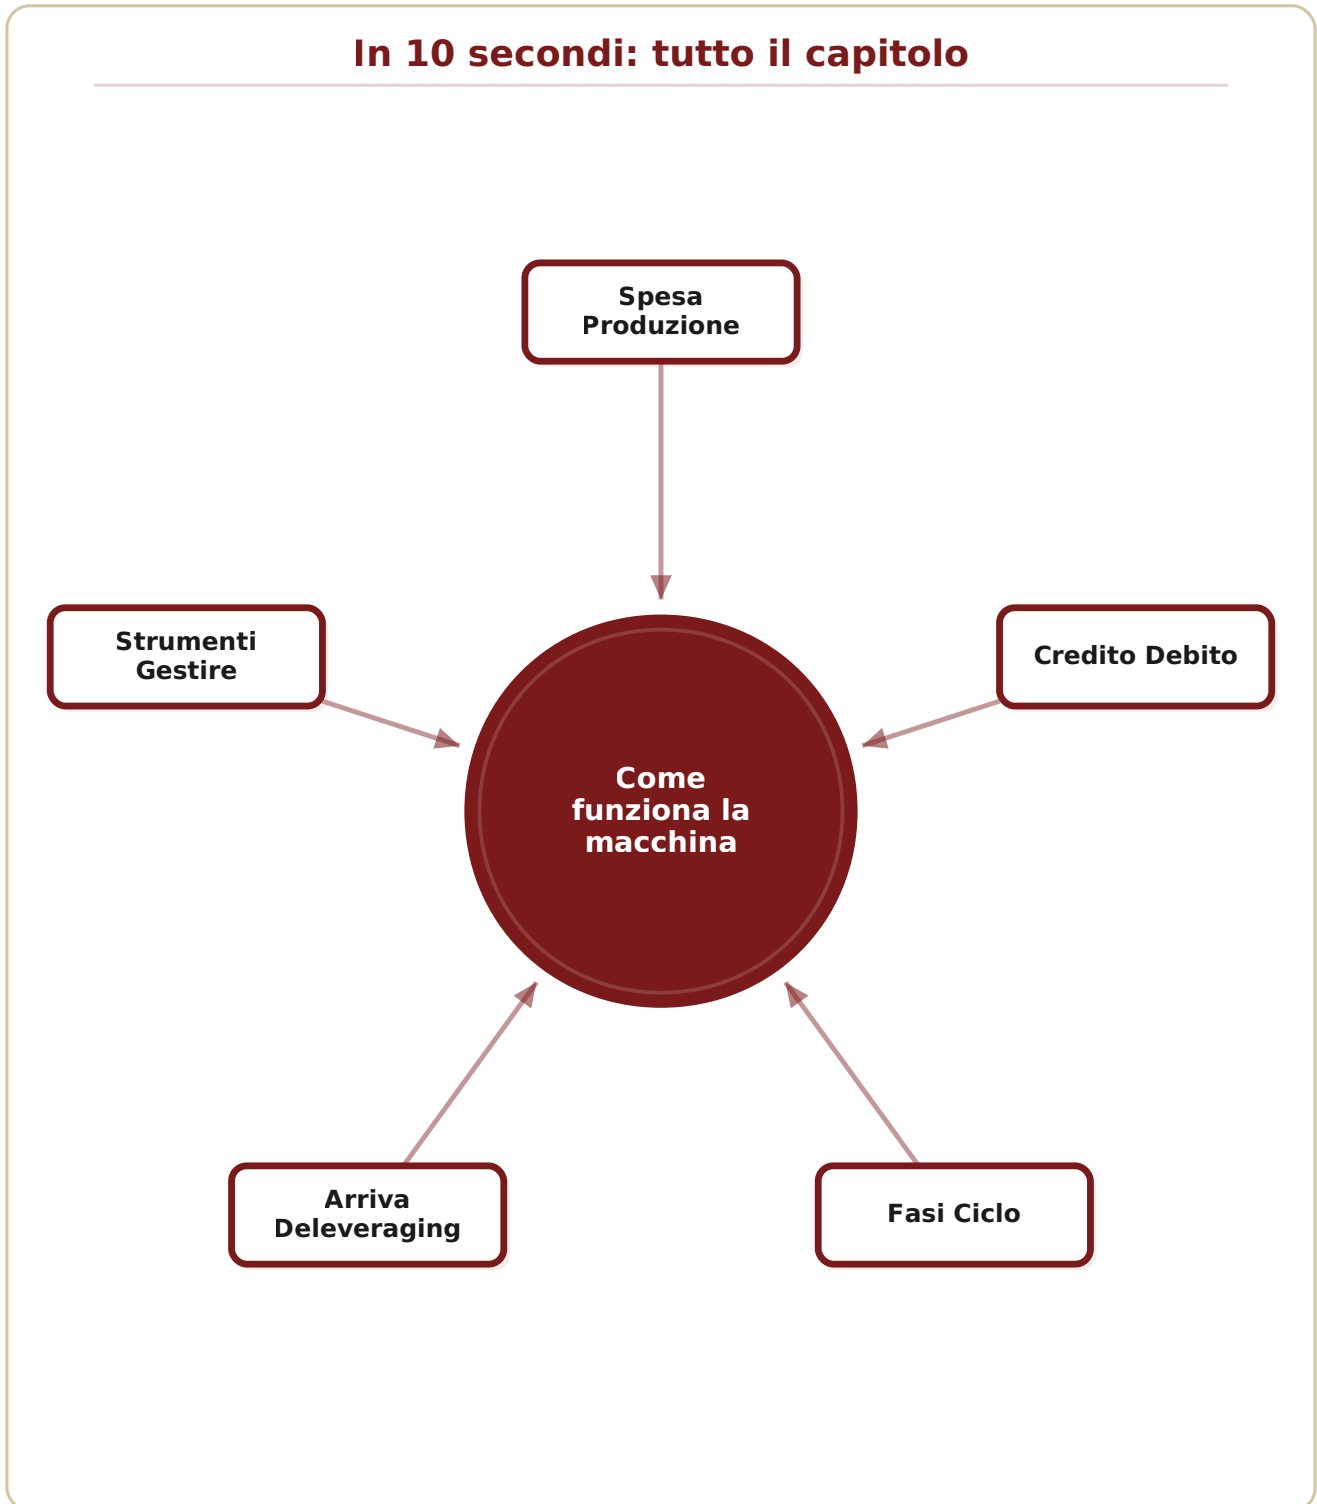 In 10 secondi: tutto il capitolo
Spesa
Produzione
Strumenti
Gestire
Credito Debito
Come
funziona la
macchina
Arriva
Deleveraging
Fasi Ciclo